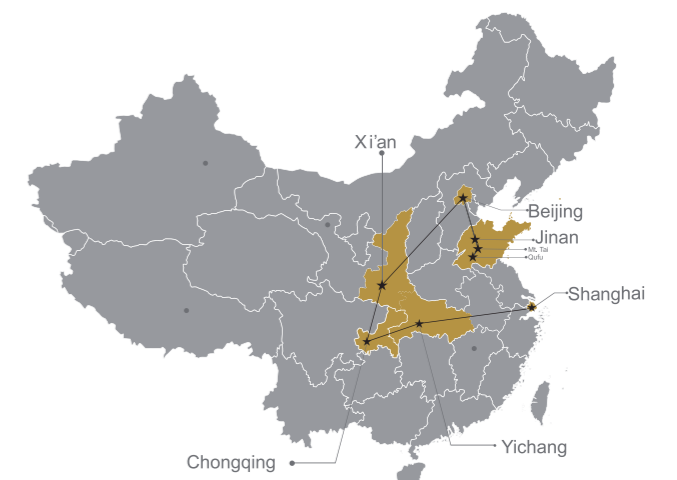 Xi'an
Beijing
Jinan
Mt. Tai
Qufu
Shanghai
Yichang
Chongqing